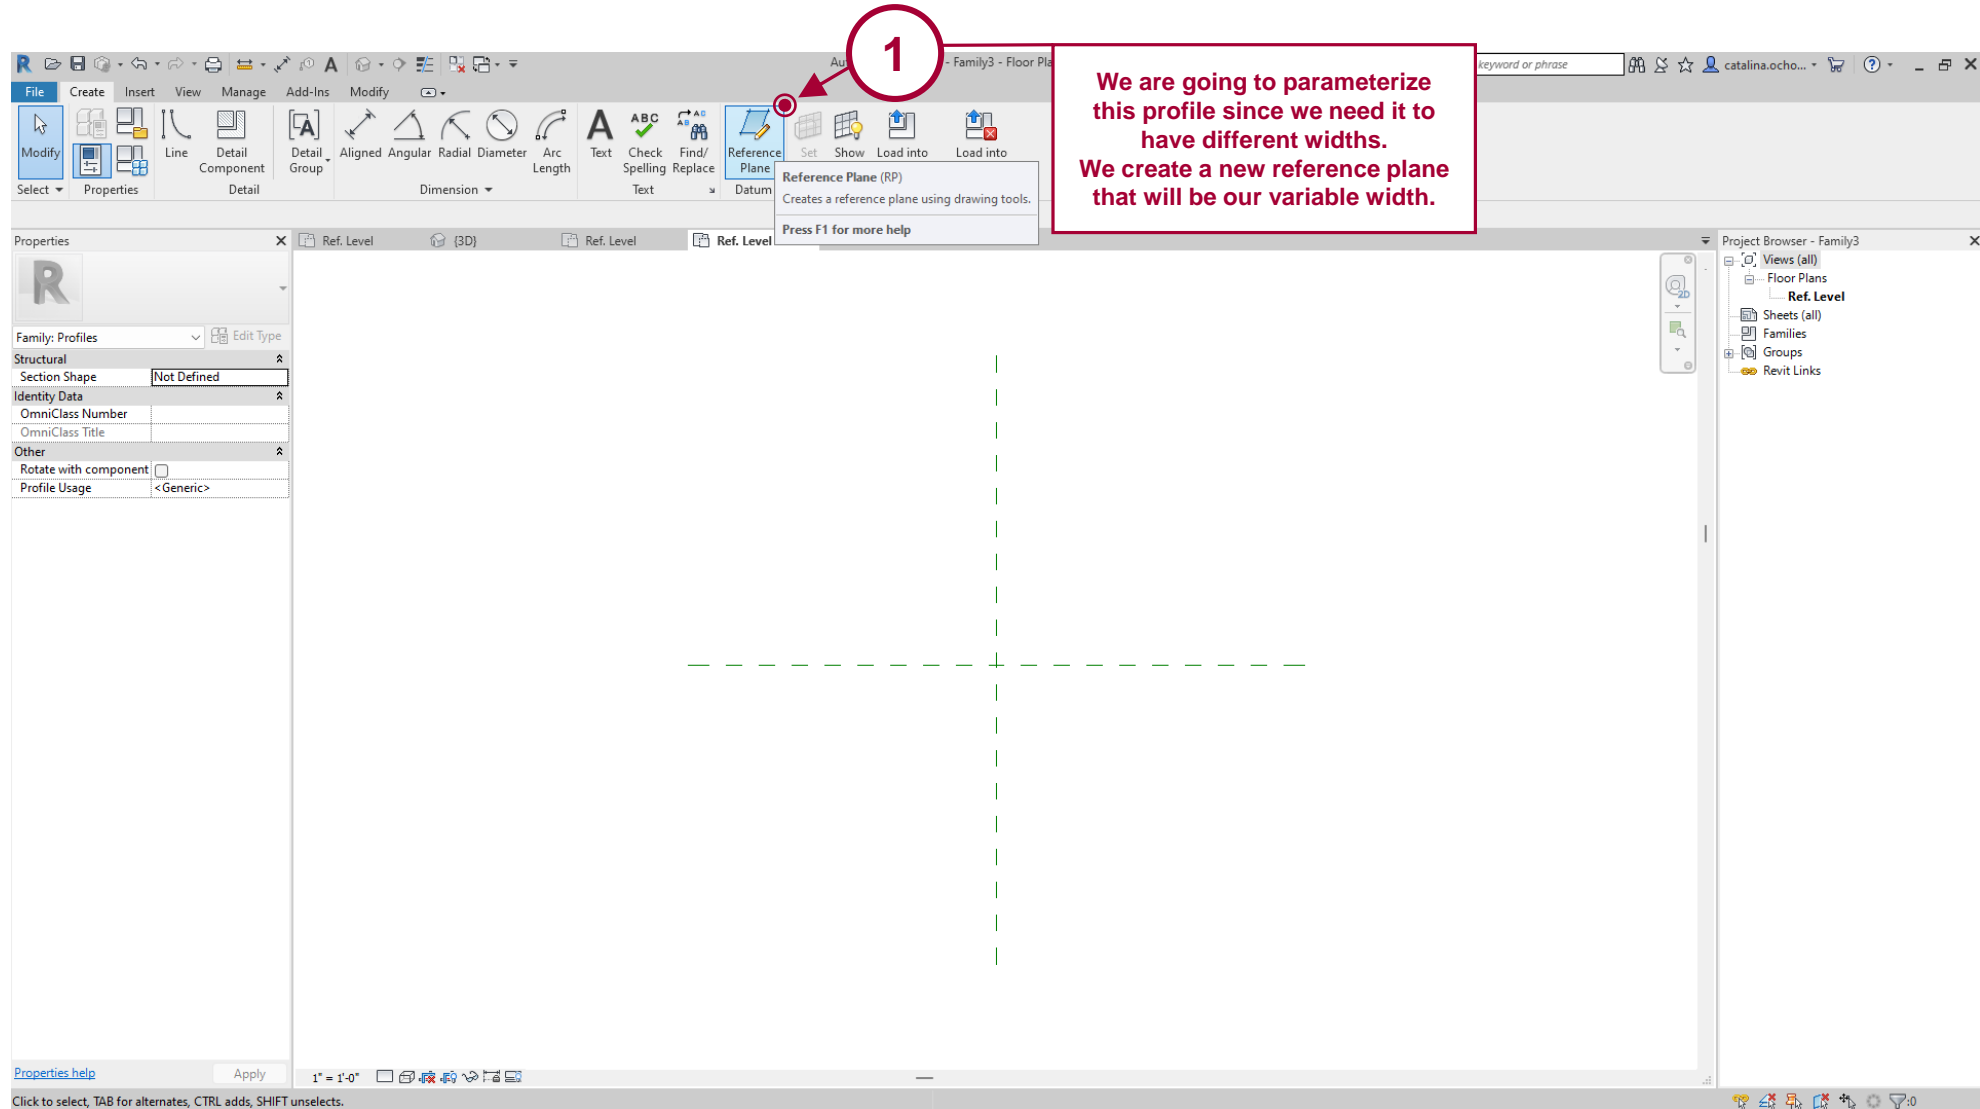 1
We are going to parameterize
this profile since we need it to
have different widths.
We create a new reference plane
that will be our variable width.
Au
- Family3 - Floor Pla
keyword or phrase
catalina.ocho...
File Create Insert View Manage Add-Ins Modify
Modify
Line
Detail
Component
Detail
Group
Aligned Angular Radial Diameter Arc
Length
Text
Check
Spelling
Find/
Replace
Reference
Plane
Set
Show
Load into
Load into
Select Properties Detail Dimension Text Datum
Reference Plane (RP)
Creates a reference plane using drawing tools.
Press F1 for more help
Properties
Ref. Level {3D} Ref. Level Ref. Level
Project Browser - Family3
Views (all)
Floor Plans
Ref. Level
Sheets (all)
Families
Groups
Revit Links
2D
Family: Profiles Edit Type
Structural
Section Shape Not Defined
Identity Data
OmniClass Number
OmniClass Title
Other
Rotate with component
Profile Usage <Generic>
Properties help Apply
1" = 1'-0"
Click to select, TAB for alternates, CTRL adds, SHIFT unselects.
:0